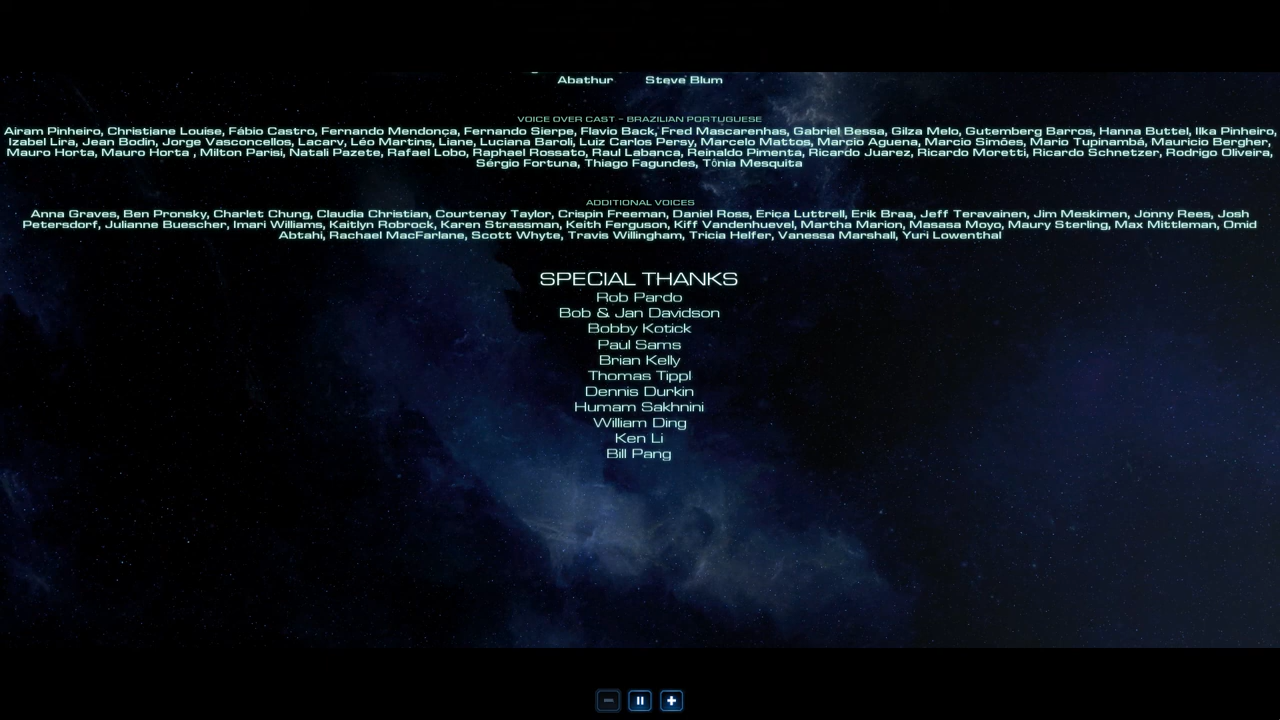 Abathur Steve Blum
VOICE OVER CAST - BRAZILIAN PORTUGUESE
Airam Pinheiro, Christiane Louise, Fábio Castro, Fernando Mendonça, Fernando Sierpe, Flavio Back, Fred Mascarenhas, Gabriel Bessa, Gilza Melo, Gutemberg Barros, Hanna Buttel, Ilka Pinheiro,
Izabel Lira, Jean Bodin, Jorge Vasconcellos, Lacarv, Léo Martins, Liane, Luciana Baroli, Luiz Carlos Persy, Marcelo Mattos, Marcio Aguena, Marcio Simões, Mario Tupinambá, Mauricio Bergher,
Mauro Horta, Mauro Horta , Milton Parisi, Natali Pazete, Rafael Lobo, Raphael Rossato, Raul Labanca, Reinaldo Pimenta, Ricardo Juarez, Ricardo Moretti, Ricardo Schnetzer, Rodrigo Oliveira,
Sérgio Fortuna, Thiago Fagundes, Tônia Mesquita
ADDITIONAL VOICES
Anna Graves, Ben Pronsky, Charlet Chung, Claudia Christian, Courtenay Taylor, Crispin Freeman, Daniel Ross, Erica Luttrell, Erik Braa, Jeff Teravainen, Jim Meskimen, Jonny Rees, Josh
Petersdorf, Julianne Buescher, Imari Williams, Kaitlyn Robrock, Karen Strassman, Keith Ferguson, Kiff Vandenhuevel, Martha Marion, Masasa Moyo, Maury Sterling, Max Mittleman, Omid
Abtahi, Rachael MacFarlane, Scott Whyte, Travis Willingham, Tricia Helfer, Vanessa Marshall, Yuri Lowenthal
SPECIAL THANKS
Rob Pardo
Bob & Jan Davidson
Bobby Kotick
Paul Sams
Brian Kelly
Thomas Tippl
Dennis Durkin
Humam Sakhnini
William Ding
Ken Li
Bill Pang